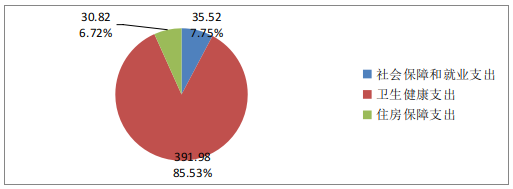 30.82
6.72%
35.52
7.75%
391.98
85.53%
社会保障和就业支出
卫生健康支出
住房保障支出